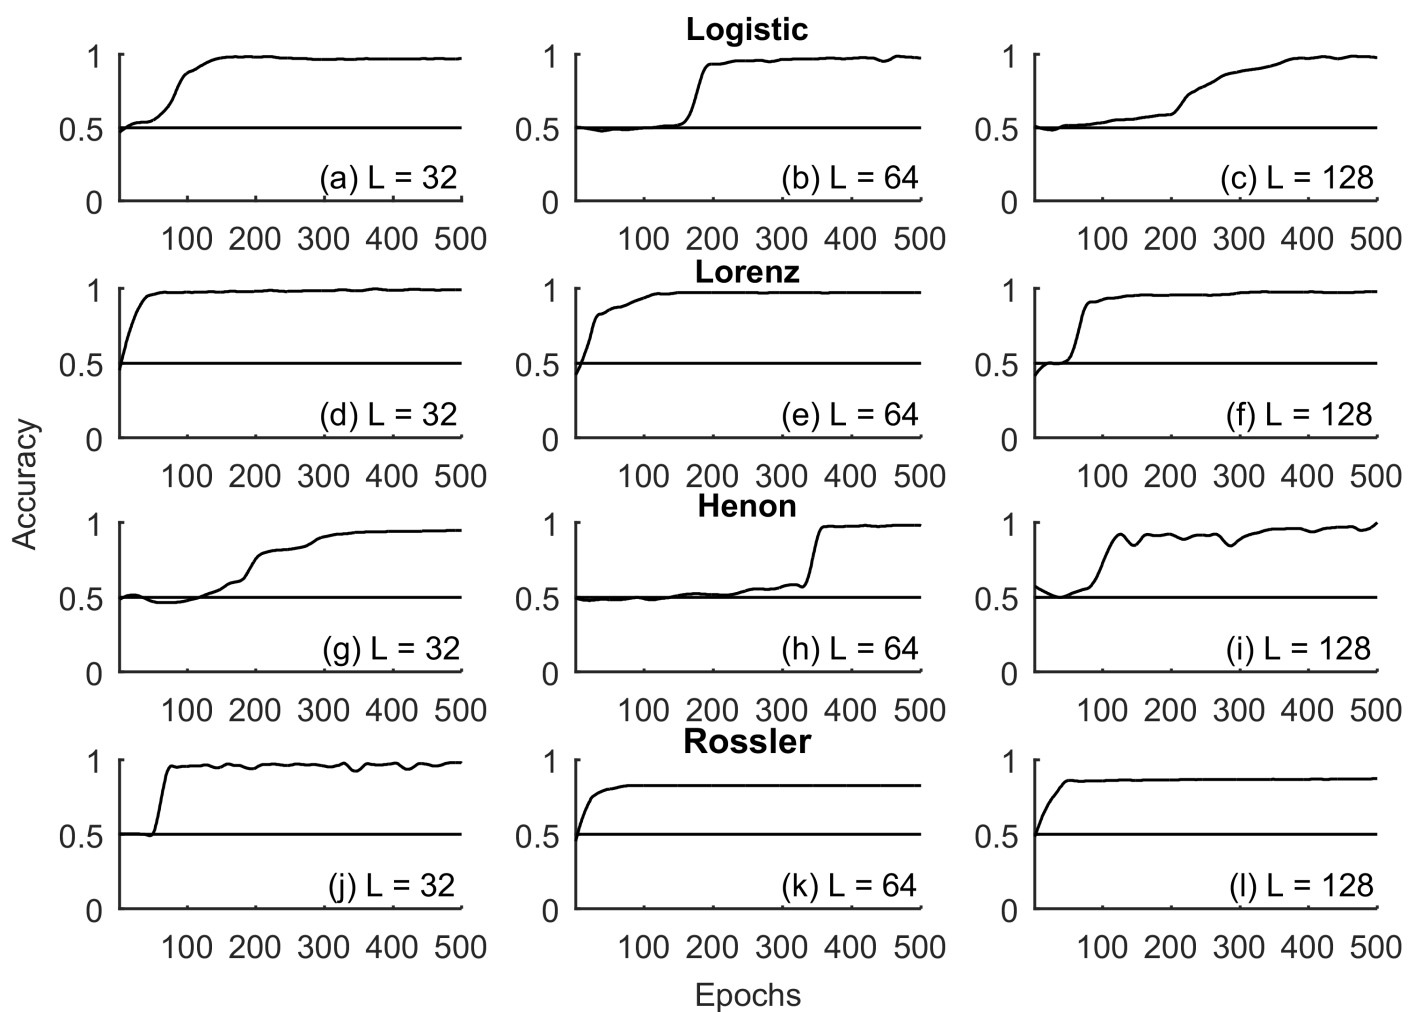 Logistic
1 1 1
0.5 0.5 0.5
(a) L = 32 (b) L = 64 (c) L = 128
0 0 0
100 200 300 400 500 100 200 300 400 500 100 200 300 400 500
Lorenz
1 1 1
0.5 0.5 0.5
(d) L = 32 (e) L = 64 (f) L = 128
0 0 0
100 200 300 400 500 100 200 300 400 500 100 200 300 400 500
Accuracy
Henon
1 1 1
0.5 0.5 0.5
(g) L = 32 (h) L = 64 (i) L = 128
0 0 0
100 200 300 400 500 100 200 300 400 500 100 200 300 400 500
Rossler
1 1 1
0.5 0.5 0.5
(j) L = 32 (k) L = 64 (l) L = 128
0 0 0
100 200 300 400 500 100 200 300 400 500 100 200 300 400 500
Epochs